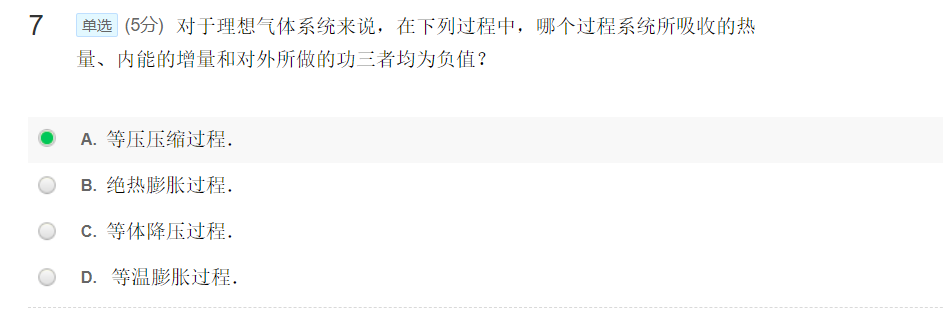 7 单选 (5分) 对于理想气体系统来说，在下列过程中，哪个过程系统所吸收的热
量、内能的增量和对外所做的功三者均为负值？
A. 等压压缩过程.
B. 绝热膨胀过程.
C. 等体降压过程.
D. 等温膨胀过程.